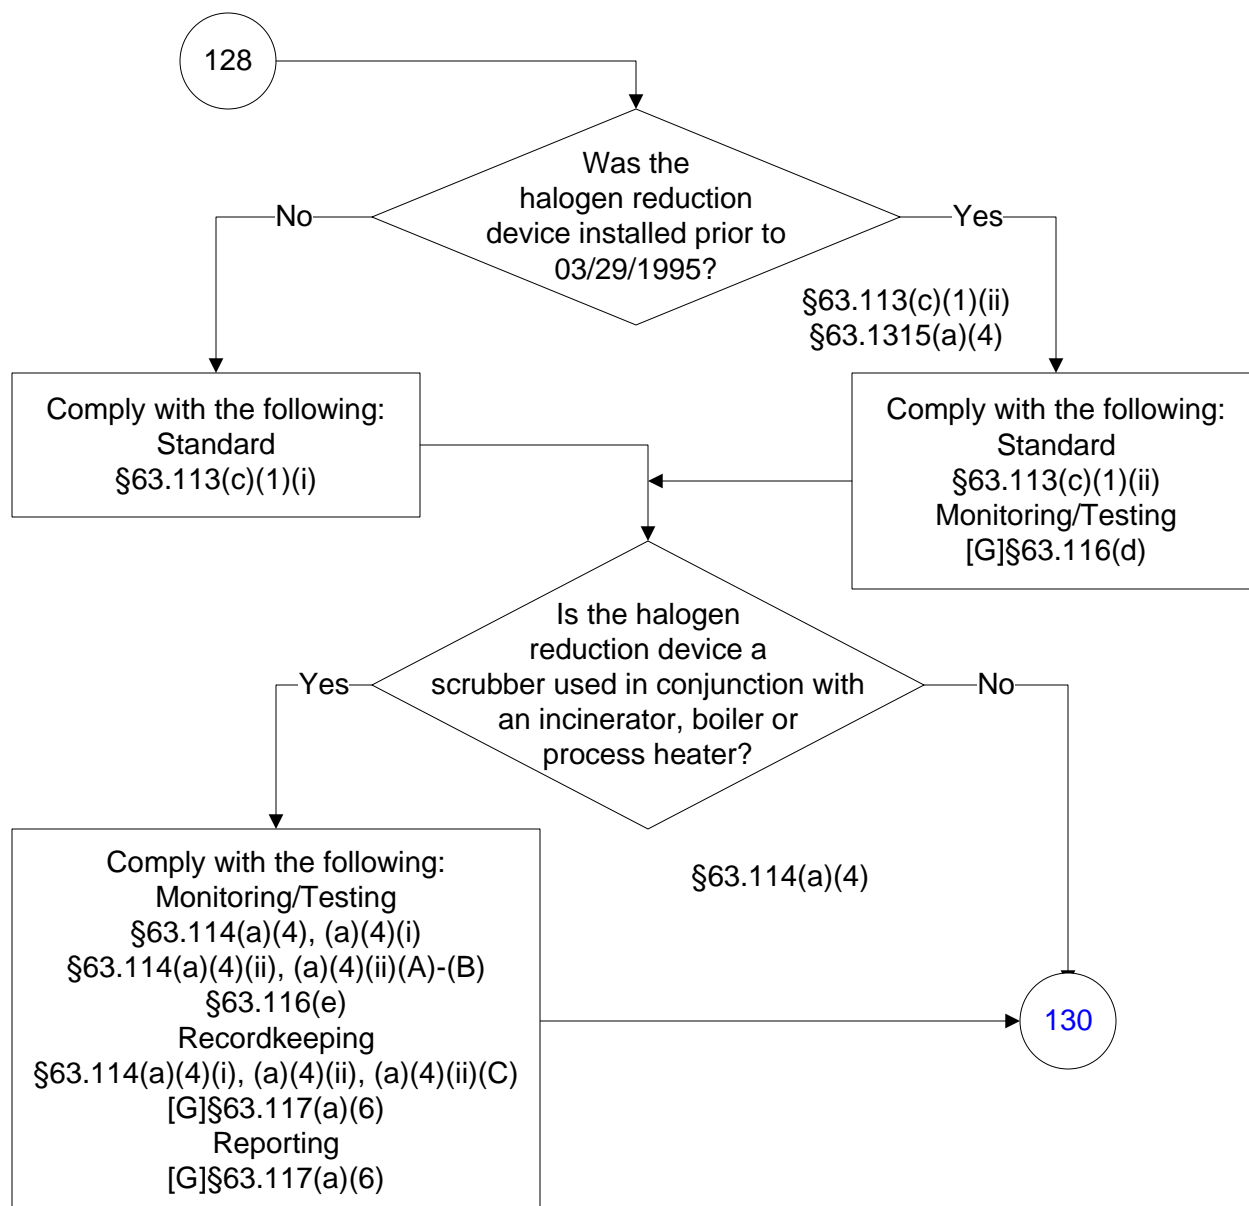 128
Was the
halogen reduction
device installed prior to
03/29/1995?
No
Yes
§63.113(c)(1)(ii)
§63.1315(a)(4)
Comply with the following:
Standard
§63.113(c)(1)(i)
Comply with the following:
Standard
§63.113(c)(1)(ii)
Monitoring/Testing
[G]§63.116(d)
Is the halogen
reduction device a
scrubber used in conjunction with
an incinerator, boiler or
process heater?
Yes
No
§63.114(a)(4)
Comply with the following:
Monitoring/Testing
§63.114(a)(4), (a)(4)(i)
§63.114(a)(4)(ii), (a)(4)(ii)(A)-(B)
§63.116(e)
Recordkeeping
§63.114(a)(4)(i), (a)(4)(ii), (a)(4)(ii)(C)
[G]§63.117(a)(6)
Reporting
[G]§63.117(a)(6)
130